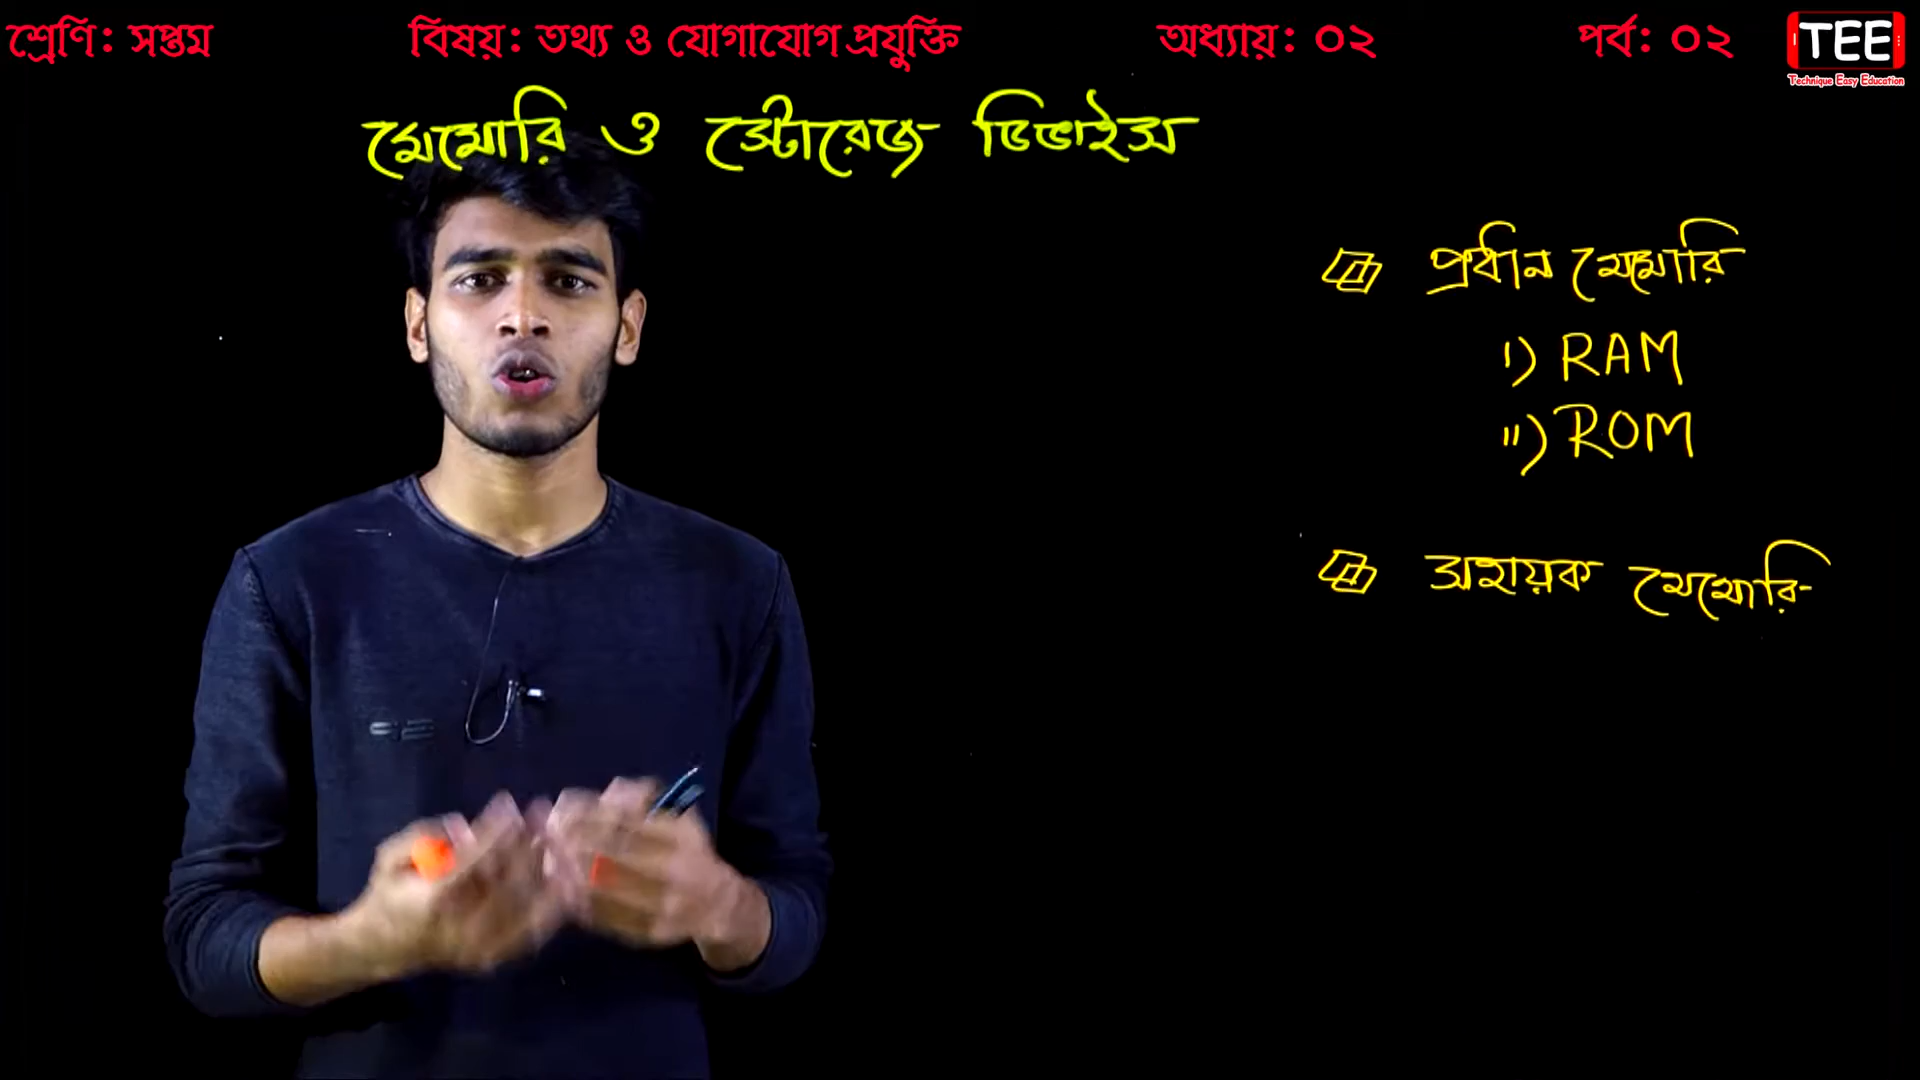 শ্রেণি: সপ্তম বিষয়: তথ্য ও যোগাযোগ প্রযুক্তি অধ্যায়: ০২ পর্ব: ০২
TEE
Technique Easy Education
মেমোরি ও স্টোরেজ ডিভাইস
প্রধান মেমোরি
i) RAM
ii) ROM
সহায়ক মেমোরি